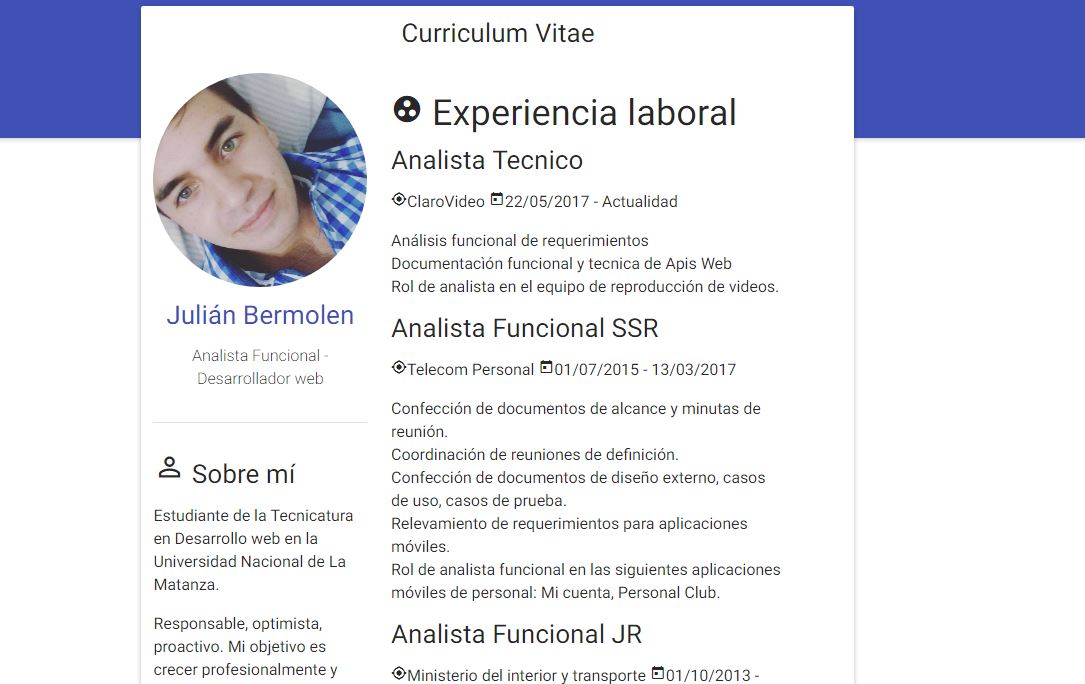 Curriculum Vitae
Julián Bermolen
Analista Funcional -
Desarrollador web
Sobre mí
Estudiante de la Tecnicatura
en Desarrollo web en la
Universidad Nacional de La
Matanza.
Responsable, optimista,
proactivo. Mi objetivo es
crecer profesionalmente y
Experiencia laboral
Analista Tecnico
ClaroVideo 22/05/2017 - Actualidad
Análisis funcional de requerimientos
Documentación funcional y tecnica de Apis Web
Rol de analista en el equipo de reproducción de videos.
Analista Funcional SSR
Telecom Personal 01/07/2015 - 13/03/2017
Confección de documentos de alcance y minutas de
reunión.
Coordinación de reuniones de definición.
Confección de documentos de diseño externo, casos
de uso, casos de prueba.
Relevamiento de requerimientos para aplicaciones
móviles.
Rol de analista funcional en las siguientes aplicaciones
móviles de personal: Mi cuenta, Personal Club.
Analista Funcional JR
Ministerio del interior y transporte 01/10/2013 -